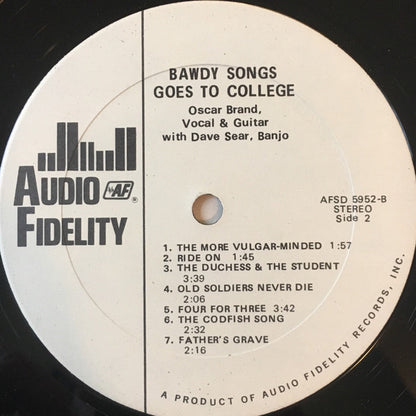 BAWDY SONGS
GOES TO COLLEGE
Oscar Brand,
Vocal & Guitar
with Dave Sear, Banjo
AUDIO AF ®
FIDELITY
AFSD 5952-B
STEREO
Side 2
1. THE MORE VULGAR-MINDED 1:57
2. RIDE ON 1:45
3. THE DUCHESS & THE STUDENT
3:39
4. OLD SOLDIERS NEVER DIE
2:06
5. FOUR FOR THREE 3:42
6. THE CODFISH SONG
2:32
7. FATHER'S GRAVE
2:16
A PRODUCT OF AUDIO FIDELITY RECORDS, INC.